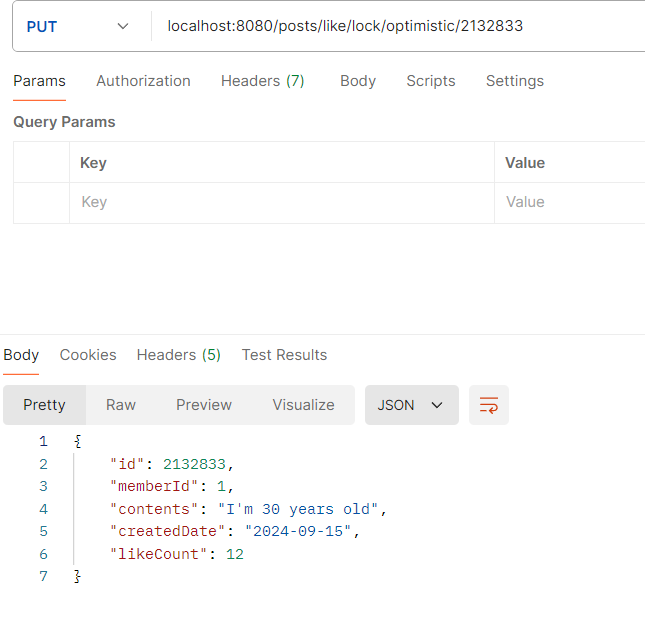 PUT localhost:8080/posts/like/lock/optimistic/2132833
Params Authorization Headers (7) Body Scripts Settings
Query Params
Key Value
Key Value
Body Cookies Headers (5) Test Results
Pretty Raw Preview Visualize JSON
1 {
2 "id": 2132833,
3 "memberId": 1,
4 "contents": "I'm 30 years old",
5 "createdDate": "2024-09-15",
6 "likeCount": 12
7 }